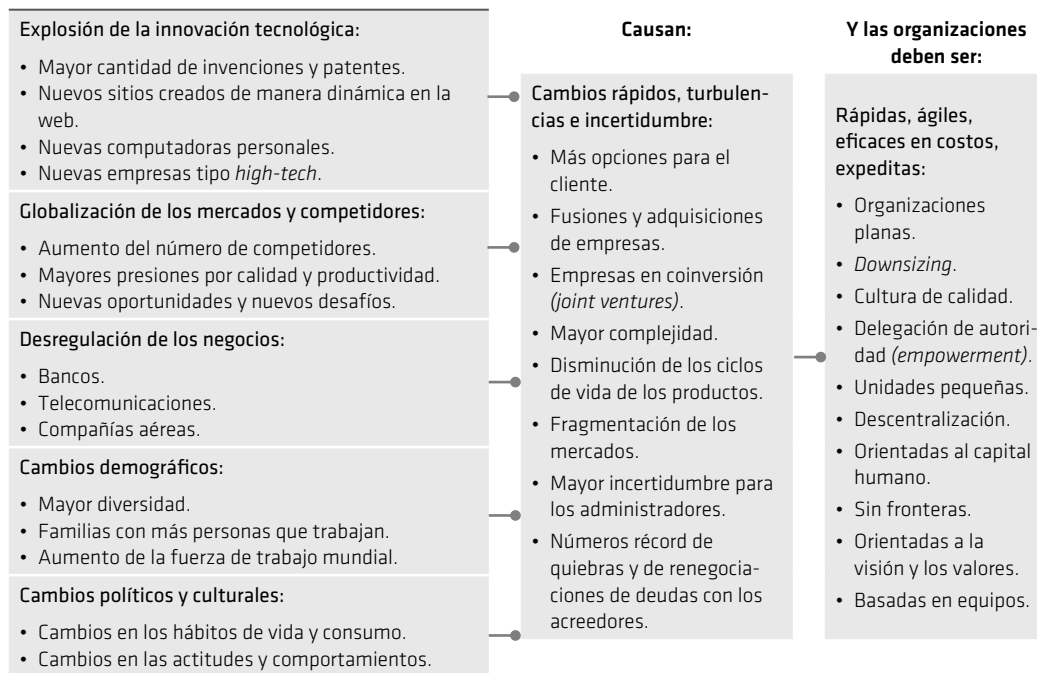 Explosión de la innovación tecnológica:
• Mayor cantidad de invenciones y patentes.
• Nuevos sitios creados de manera dinámica en la
web.
• Nuevas computadoras personales.
• Nuevas empresas tipo high-tech.
Globalización de los mercados y competidores:
• Aumento del número de competidores.
• Mayores presiones por calidad y productividad.
• Nuevas oportunidades y nuevos desafíos.
Desregulación de los negocios:
• Bancos.
• Telecomunicaciones.
• Compañías aéreas.
Cambios demográficos:
• Mayor diversidad.
• Familias con más personas que trabajan.
• Aumento de la fuerza de trabajo mundial.
Cambios políticos y culturales:
• Cambios en los hábitos de vida y consumo.
• Cambios en las actitudes y comportamientos.
Causan:
Cambios rápidos, turbulen-
cias e incertidumbre:
• Más opciones para el
cliente.
• Fusiones y adquisiciones
de empresas.
• Empresas en coinversión
(joint ventures).
• Mayor complejidad.
• Disminución de los ciclos
de vida de los productos.
• Fragmentación de los
mercados.
• Mayor incertidumbre para
los administradores.
• Números récord de
quiebras y de renegocia-
ciones de deudas con los
acreedores.
Y las organizaciones
deben ser:
Rápidas, ágiles,
eficaces en costos,
expeditas:
• Organizaciones
planas.
• Downsizing.
• Cultura de calidad.
• Delegación de autori-
dad (empowerment).
• Unidades pequeñas.
• Descentralización.
• Orientadas al capital
humano.
• Sin fronteras.
• Orientadas a la
visión y los valores.
• Basadas en equipos.